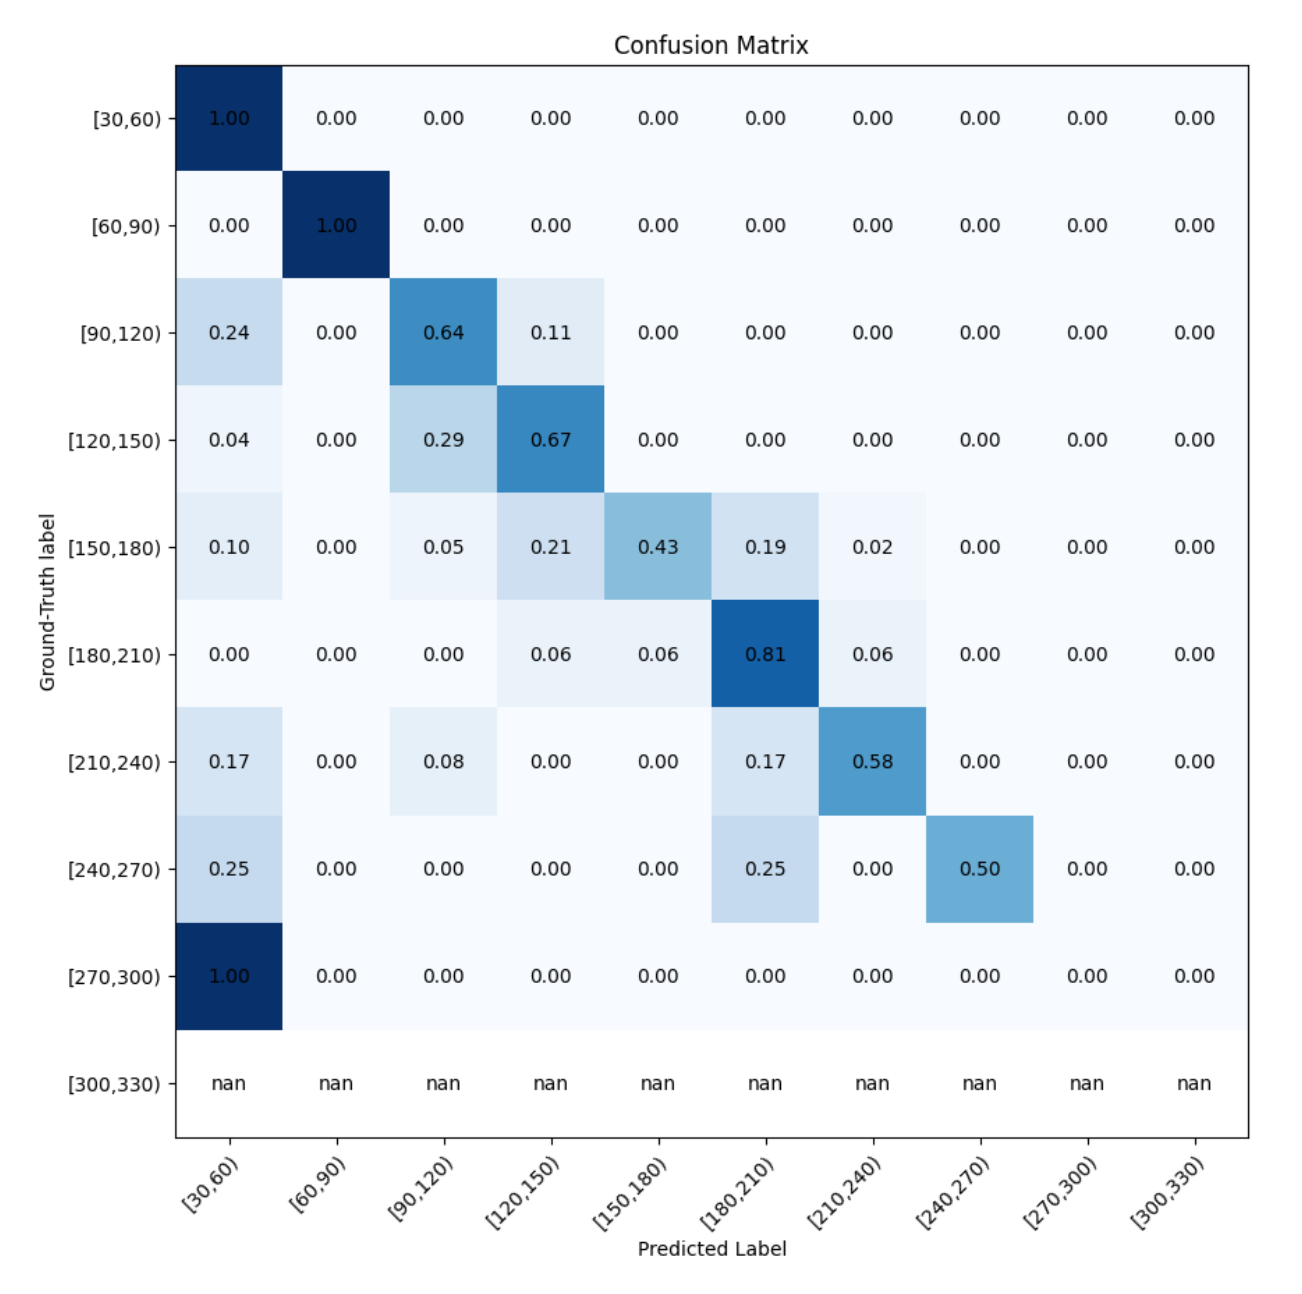 Confusion Matrix
Ground-Truth label
[30,60) 1.00 0.00 0.00 0.00 0.00 0.00 0.00 0.00 0.00 0.00
[60,90) 0.00 1.00 0.00 0.00 0.00 0.00 0.00 0.00 0.00 0.00
[90,120) 0.24 0.00 0.64 0.11 0.00 0.00 0.00 0.00 0.00 0.00
[120,150) 0.04 0.00 0.29 0.67 0.00 0.00 0.00 0.00 0.00 0.00
[150,180) 0.10 0.00 0.05 0.21 0.43 0.19 0.02 0.00 0.00 0.00
[180,210) 0.00 0.00 0.00 0.06 0.06 0.81 0.06 0.00 0.00 0.00
[210,240) 0.17 0.00 0.08 0.00 0.00 0.17 0.58 0.00 0.00 0.00
[240,270) 0.25 0.00 0.00 0.00 0.00 0.25 0.00 0.50 0.00 0.00
[270,300) 1.00 0.00 0.00 0.00 0.00 0.00 0.00 0.00 0.00 0.00
[300,330) nan nan nan nan nan nan nan nan nan nan
[30,60) [60,90) [90,120) [120,150) [150,180) [180,210) [210,240) [240,270) [270,300) [300,330)
Predicted Label